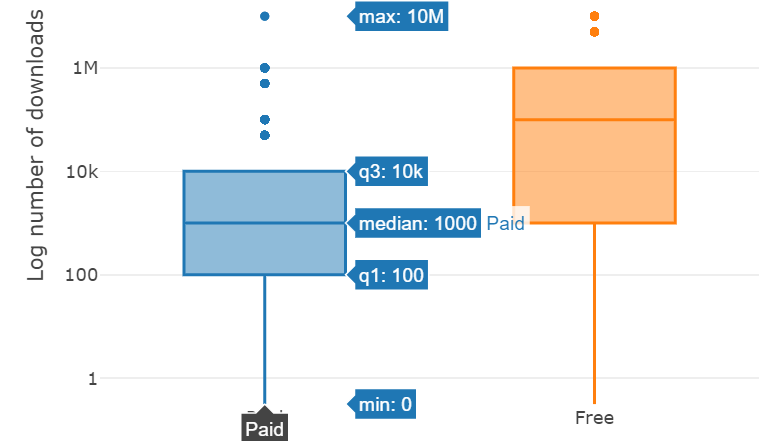 Log number of downloads
1M
10k
100
1
max: 10M
q3: 10k
median: 1000 Paid
q1: 100
min: 0
Paid
Free